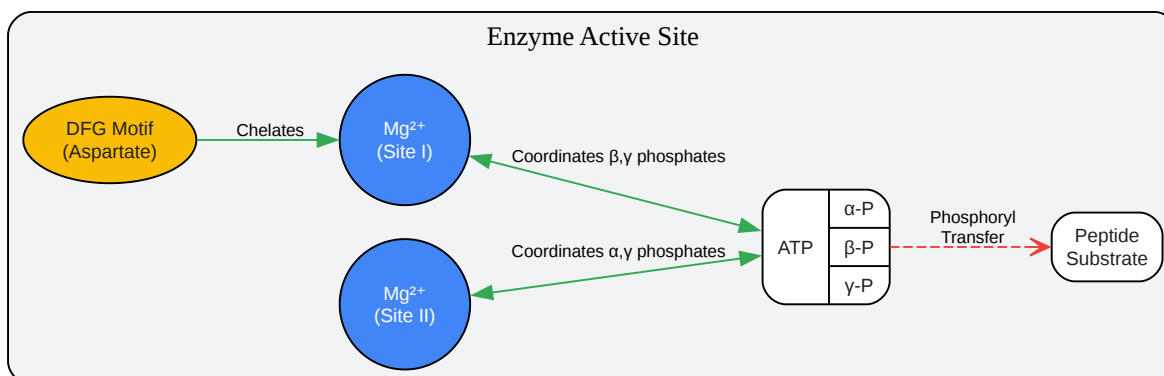 Enzyme Active Site
DFG Motif
(Aspartate)
Chelates
Mg²⁺
(Site I)
Coordinates β,γ phosphates
Mg²⁺
(Site II)
Coordinates α,γ phosphates
ATP
α-P
β-P
γ-P
Phosphoryl
Transfer
Peptide
Substrate